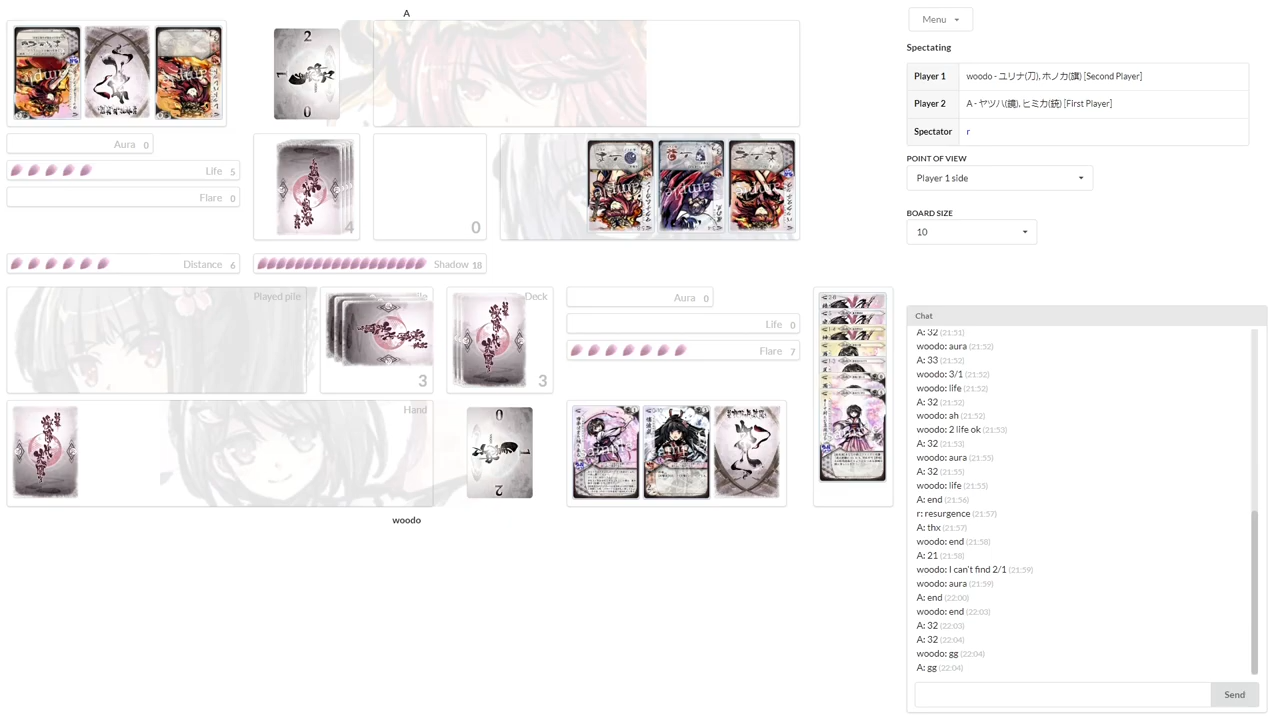 A
Menu
Spectating
Player 1 woodo - ユリナ(刀), ホノカ(旗) [Second Player]
Player 2 A - ヤツハ(鏡), ヒミカ(銃) [First Player]
Spectator r
POINT OF VIEW
Player 1 side
BOARD SIZE
10
2
1
0
Aura 0
Life 5
Flare 0
4
0
Distance 6
Shadow 18
Played pile
3
Deck
3
Aura 0
Life 0
Flare 7
Hand
0
1
2
woodo
Chat
A: 32 (21:51)
woodo: aura (21:52)
A: 33 (21:52)
woodo: 3/1 (21:52)
woodo: life (21:52)
A: 32 (21:52)
woodo: ah (21:52)
woodo: 2 life ok (21:53)
A: 32 (21:53)
woodo: aura (21:55)
A: 32 (21:55)
woodo: life (21:55)
A: end (21:56)
r: resurgence (21:57)
A: thx (21:57)
woodo: end (21:58)
A: 21 (21:58)
woodo: I can't find 2/1 (21:59)
woodo: aura (21:59)
A: end (22:00)
woodo: end (22:03)
A: 32 (22:03)
A: 32 (22:04)
woodo: gg (22:04)
A: gg (22:04)
Send